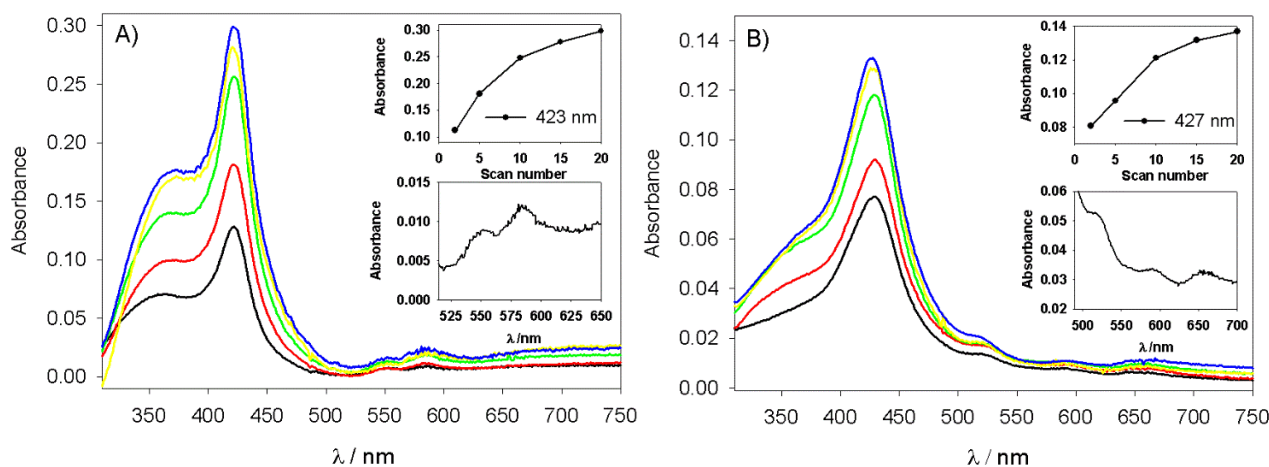 A)
Absorbance
0.30
0.25
0.20
0.15
0.10
0.05
0.00
350 400 450 500 550 600 650 700 750
λ / nm
Absorbance
0.30
0.25
0.20
0.15
0.10
423 nm
0 5 10 15 20
Scan number
Absorbance
0.015
0.010
0.005
0.000
525 550 575 600 625 650
λ /nm
B)
Absorbance
0.14
0.12
0.10
0.08
0.06
0.04
0.02
0.00
350 400 450 500 550 600 650 700 750
λ / nm
Absorbance
0.14
0.12
0.10
0.08
427 nm
0 5 10 15 20
Scan number
Absorbance
0.06
0.05
0.04
0.03
0.02
500 550 600 650 700
λ /nm